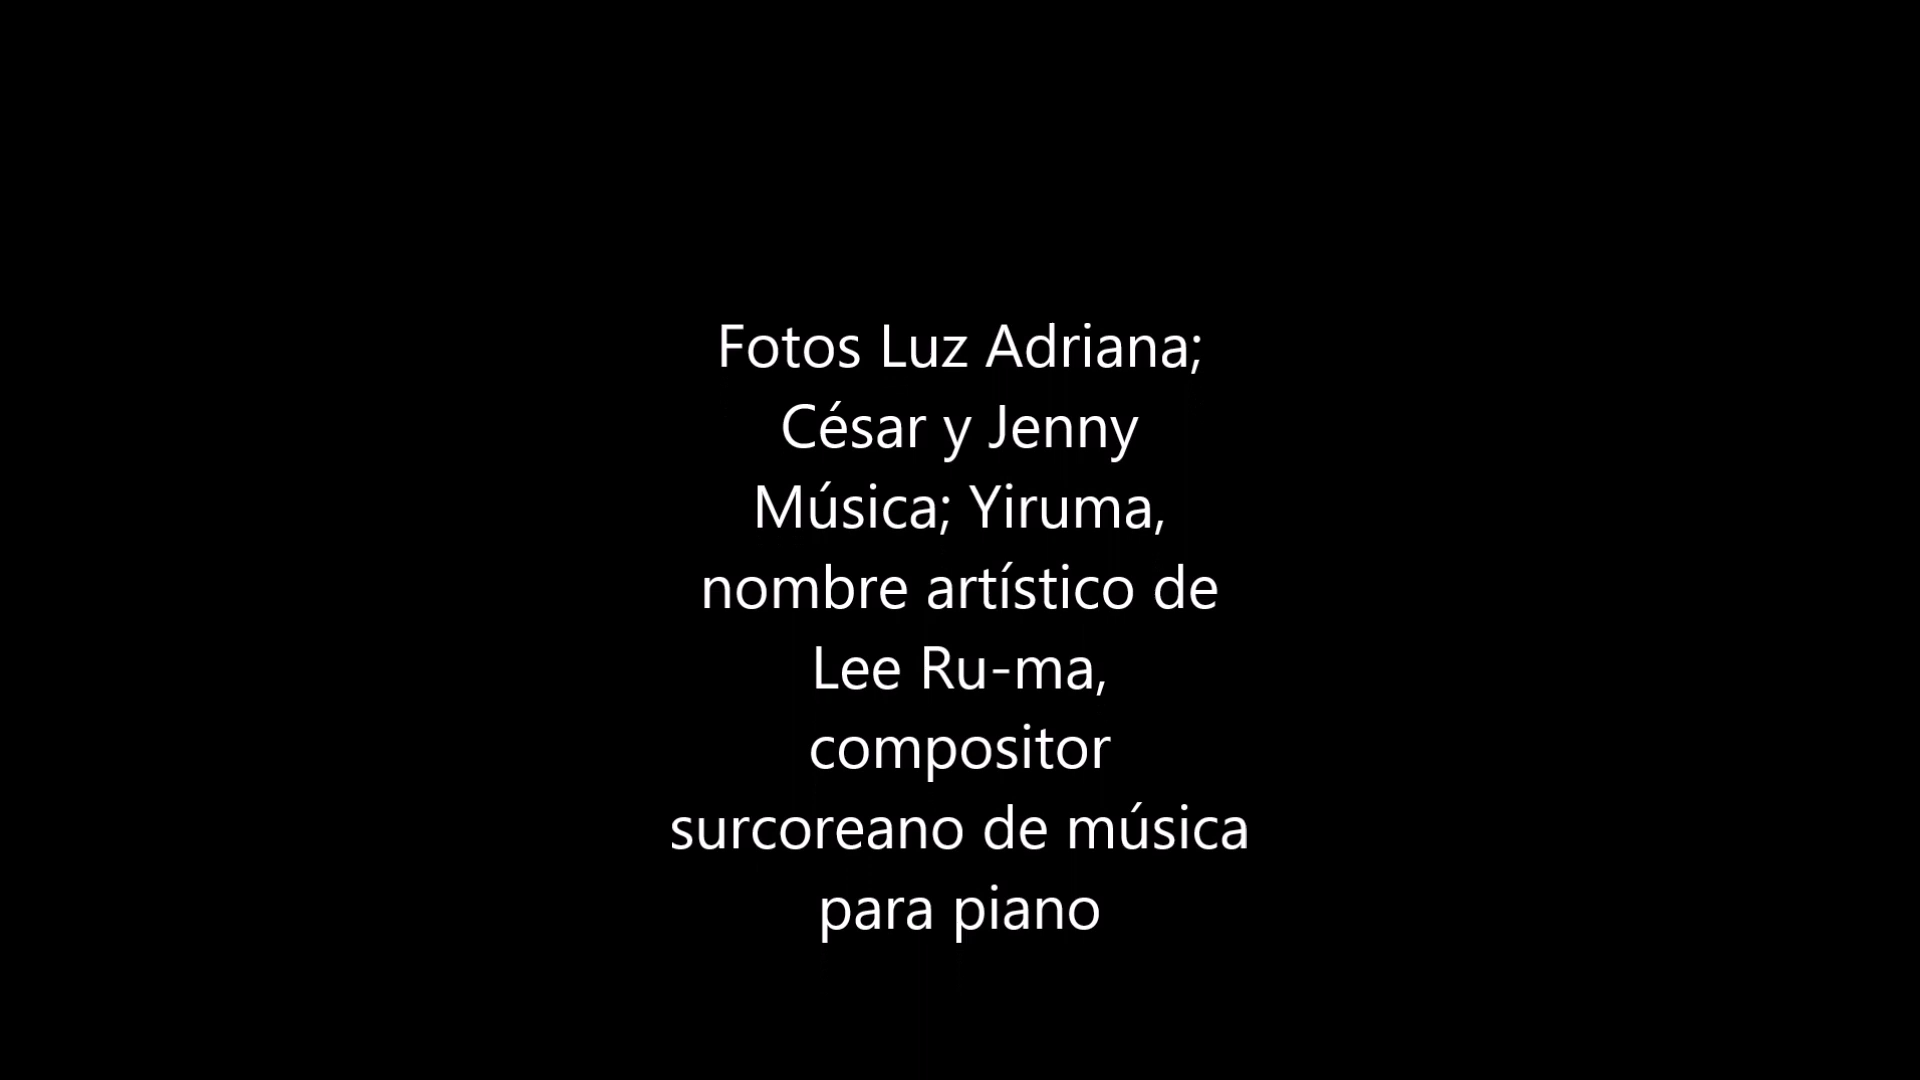 Fotos Luz Adriana;
César y Jenny
Música; Yiruma,
nombre artístico de
Lee Ru-ma,
compositor
surcoreano de música
para piano